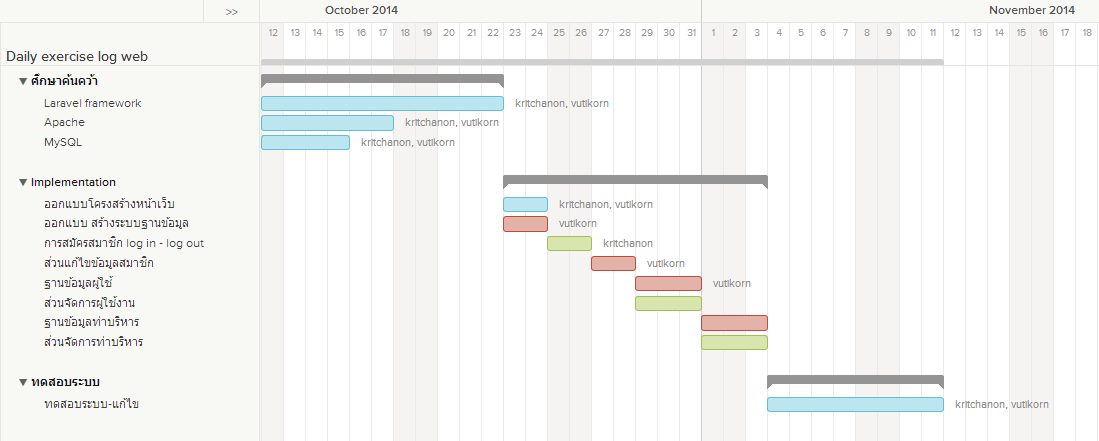 >>
October 2014
November 2014
12 13 14 15 16 17 18 19 20 21 22 23 24 25 26 27 28 29 30 31 1 2 3 4 5 6 7 8 9 10 11 12 13 14 15 16 17 18
Daily exercise log web
ศึกษาค้นคว้า
Laravel framework kritchanon, vutikorn
Apache kritchanon, vutikorn
MySQL kritchanon, vutikorn
Implementation
ออกแบบโครงสร้างหน้าเว็บ kritchanon, vutikorn
ออกแบบ สร้างระบบฐานข้อมูล vutikorn
การสมัครสมาชิก log in - log out kritchanon
ส่วนแก้ไขข้อมูลสมาชิก vutikorn
ฐานข้อมูลผู้ใช้ vutikorn
ส่วนจัดการผู้ใช้งาน
ฐานข้อมูลท่าบริหาร
ส่วนจัดการท่าบริหาร
ทดสอบระบบ
ทดสอบระบบ-แก้ไข kritchanon, vutikorn